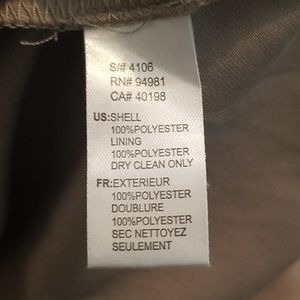 S/# 4106
RN# 94981
CA# 40198
US:SHELL
100%POLYESTER
LINING
100%POLYESTER
DRY CLEAN ONLY
FR:EXTERIEUR
100%POLYESTER
DOUBLURE
100%POLYESTER
SEC NETTOYEZ
SEULEMENT